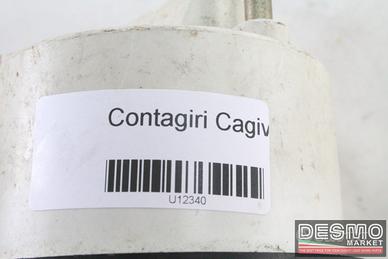 Contagiri Cagiv
U12340
DESMO
MARKET